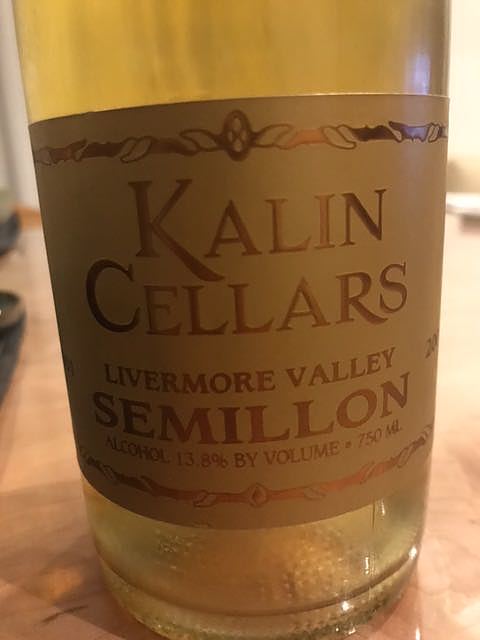 KALIN
CELLARS
LIVERMORE VALLEY
SEMILLON
ALCOHOL 13.8% BY VOLUME • 750 ML